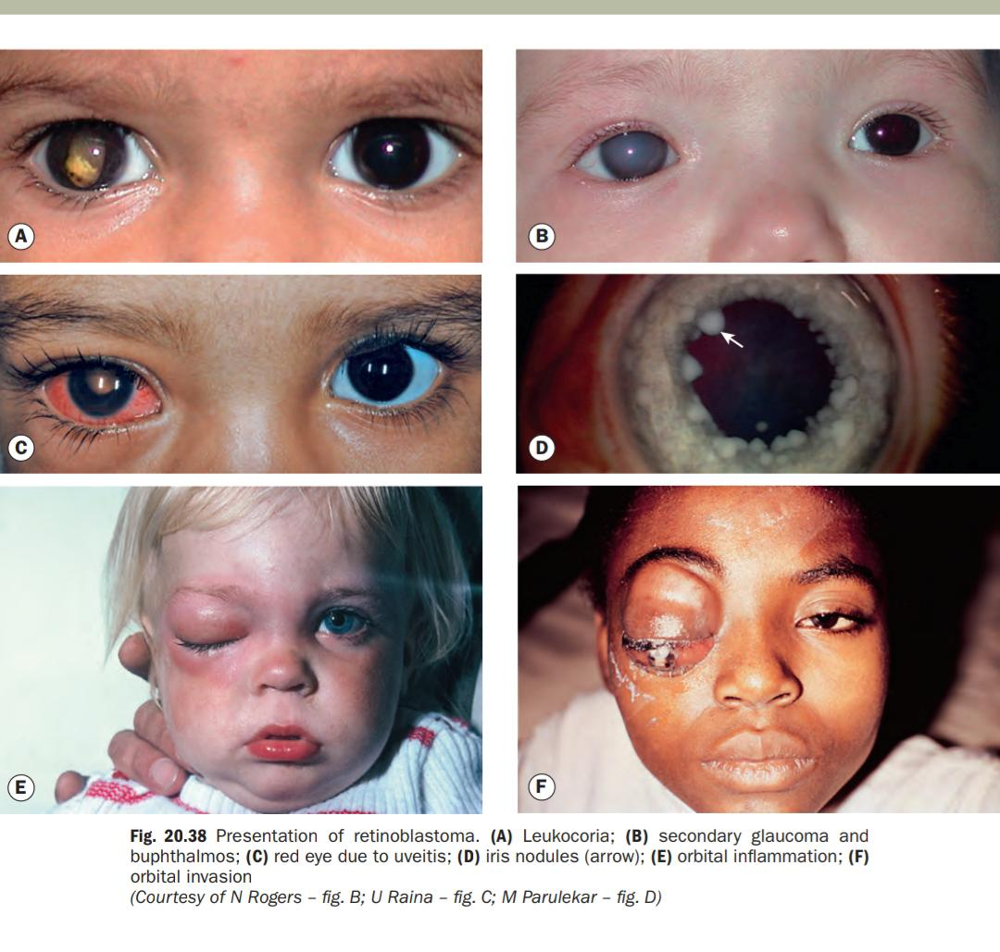 A
B
C
D
E
F
Fig. 20.38 Presentation of retinoblastoma. (A) Leukocoria; (B) secondary glaucoma and
buphthalmos; (C) red eye due to uveitis; (D) iris nodules (arrow); (E) orbital inflammation; (F)
orbital invasion
(Courtesy of N Rogers – fig. B; U Raina – fig. C; M Parulekar – fig. D)